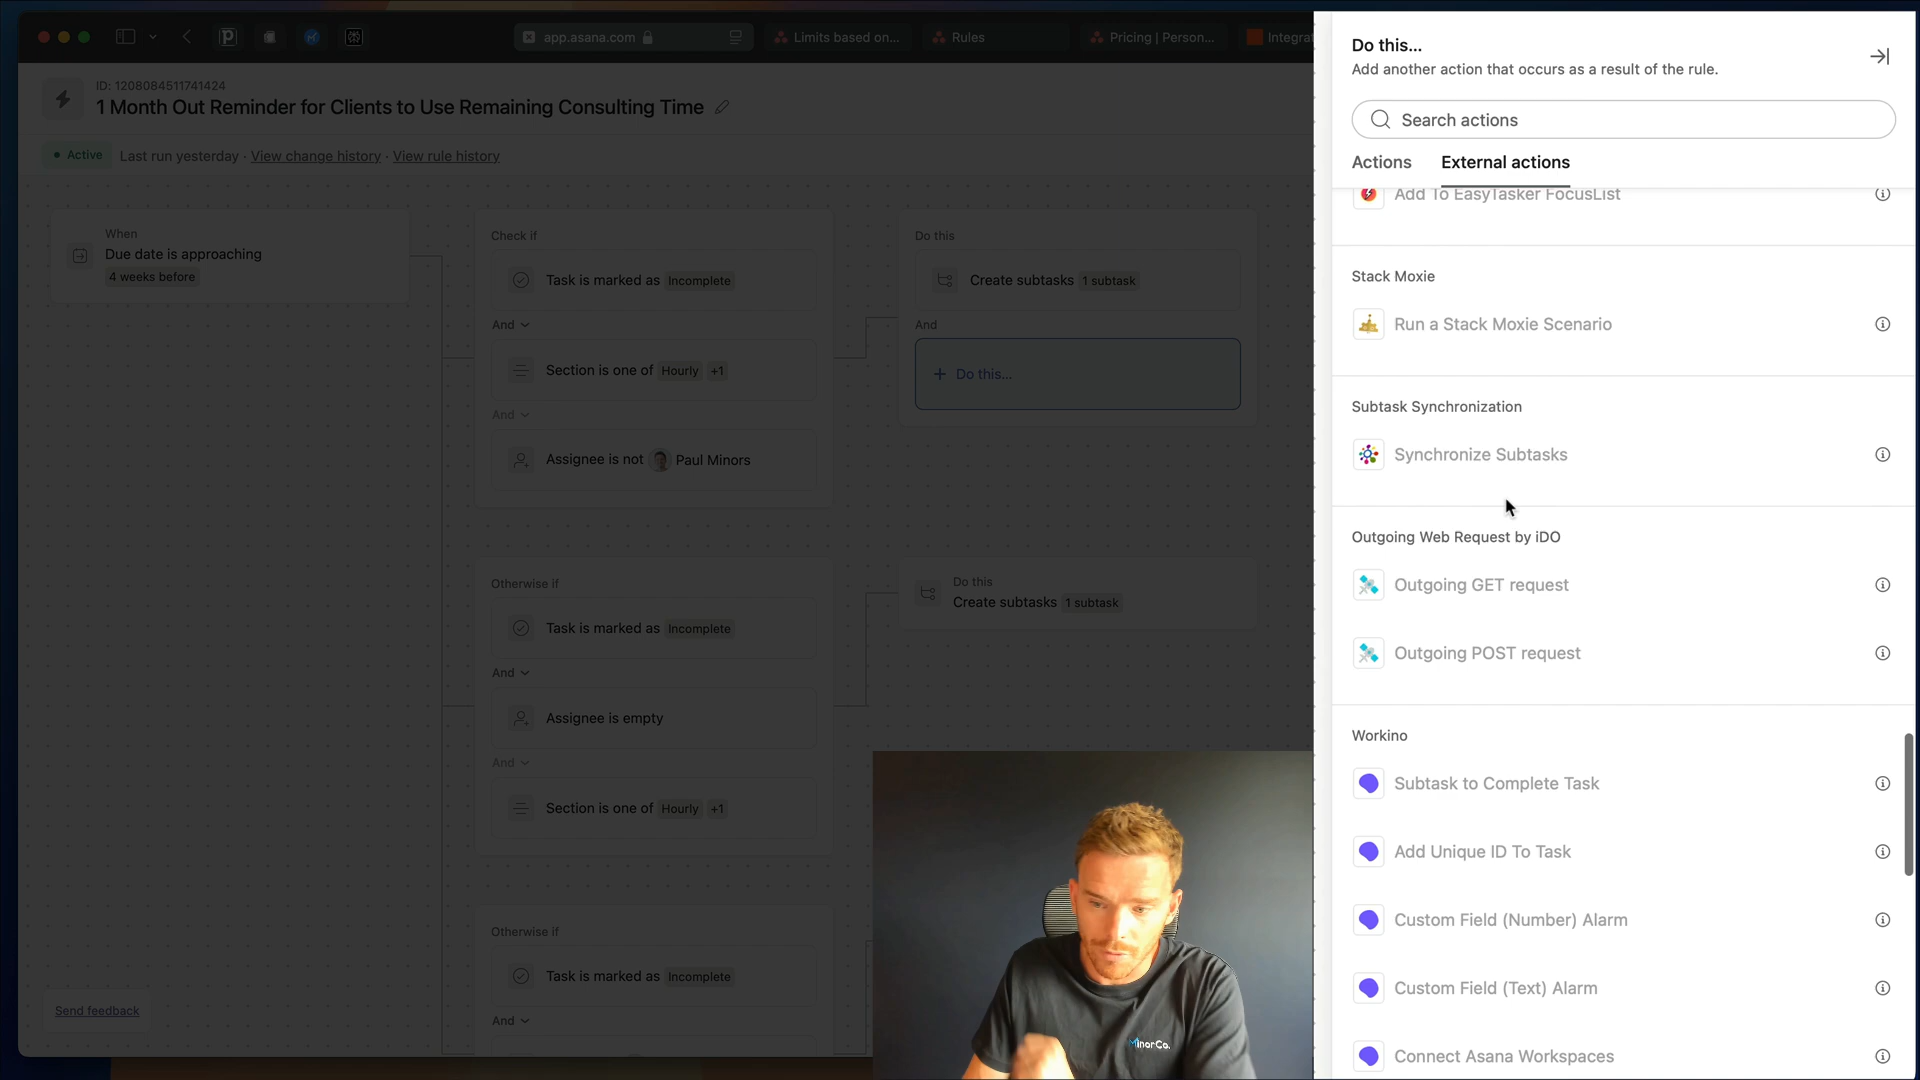 app.asana.com
Limits based on...
Rules
Pricing | Person...
Integra
ID: 1208084511741424
1 Month Out Reminder for Clients to Use Remaining Consulting Time
Active
Last run yesterday · View change history · View rule history
When
Due date is approaching
4 weeks before
Check if
Task is marked as Incomplete
And
Section is one of Hourly +1
And
Assignee is not Paul Minors
Do this
Create subtasks 1 subtask
And
+ Do this...
Otherwise if
Task is marked as Incomplete
And
Assignee is empty
And
Section is one of Hourly +1
Do this
Create subtasks 1 subtask
Otherwise if
Task is marked as Incomplete
And
Send feedback
MinorCo.
Do this...
Add another action that occurs as a result of the rule.
Search actions
Actions
External actions
Add To EasyTasker FocusList
Stack Moxie
Run a Stack Moxie Scenario
Subtask Synchronization
Synchronize Subtasks
Outgoing Web Request by iDO
Outgoing GET request
Outgoing POST request
Workino
Subtask to Complete Task
Add Unique ID To Task
Custom Field (Number) Alarm
Custom Field (Text) Alarm
Connect Asana Workspaces